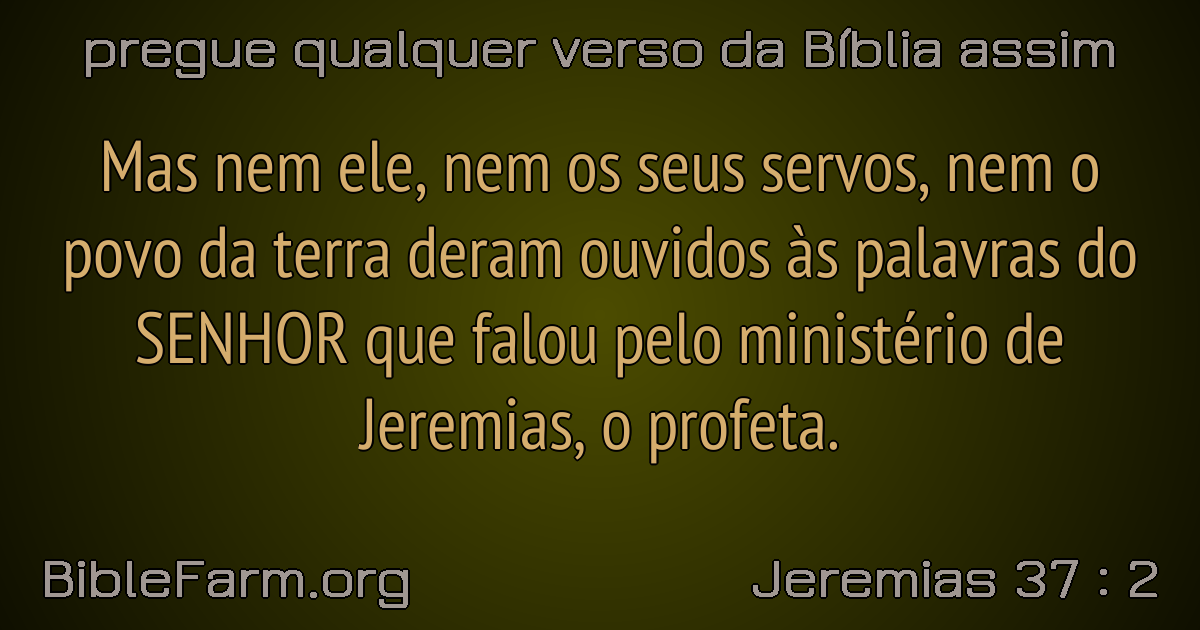 pregue qualquer verso da Bíblia assim
Mas nem ele, nem os seus servos, nem o
povo da terra deram ouvidos às palavras do
SENHOR que falou pelo ministério de
Jeremias, o profeta.
BibleFarm.org
Jeremias 37 : 2